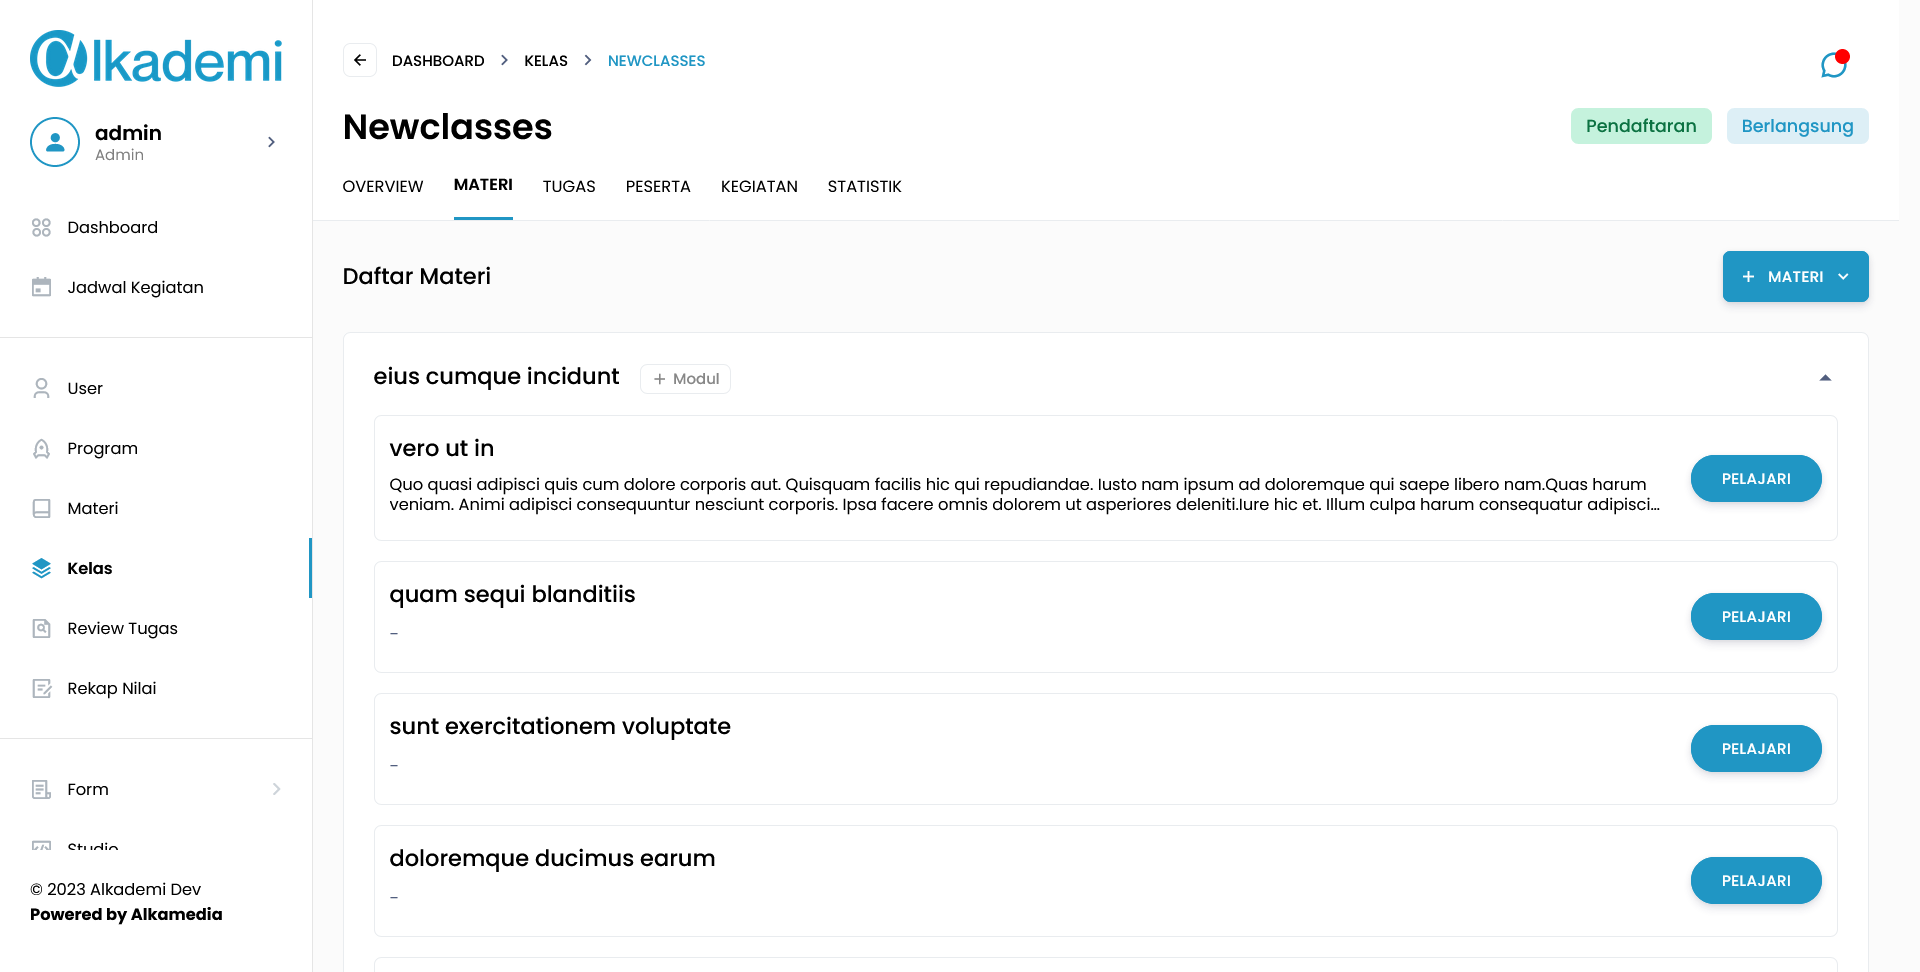 alkademi
admin
Admin
Dashboard
Jadwal Kegiatan
User
Program
Materi
Kelas
Review Tugas
Rekap Nilai
Form
Studio
© 2023 Alkademi Dev
Powered by Alkamedia
DASHBOARD > KELAS > NEWCLASSES
Newclasses
Pendaftaran Berlangsung
OVERVIEW MATERI TUGAS PESERTA KEGIATAN STATISTIK
Daftar Materi
+ MATERI
eius cumque incidunt + Modul
vero ut in
Quo quasi adipisci quis cum dolore corporis aut. Quisquam facilis hic qui repudiandae. Iusto nam ipsum ad doloremque qui saepe libero nam.Quas harum
veniam. Animi adipisci consequuntur nesciunt corporis. Ipsa facere omnis dolorem ut asperiores deleniti.Iure hic et. Illum culpa harum consequatur adipisci...
PELAJARI
quam sequi blanditiis
-
PELAJARI
sunt exercitationem voluptate
-
PELAJARI
doloremque ducimus earum
-
PELAJARI